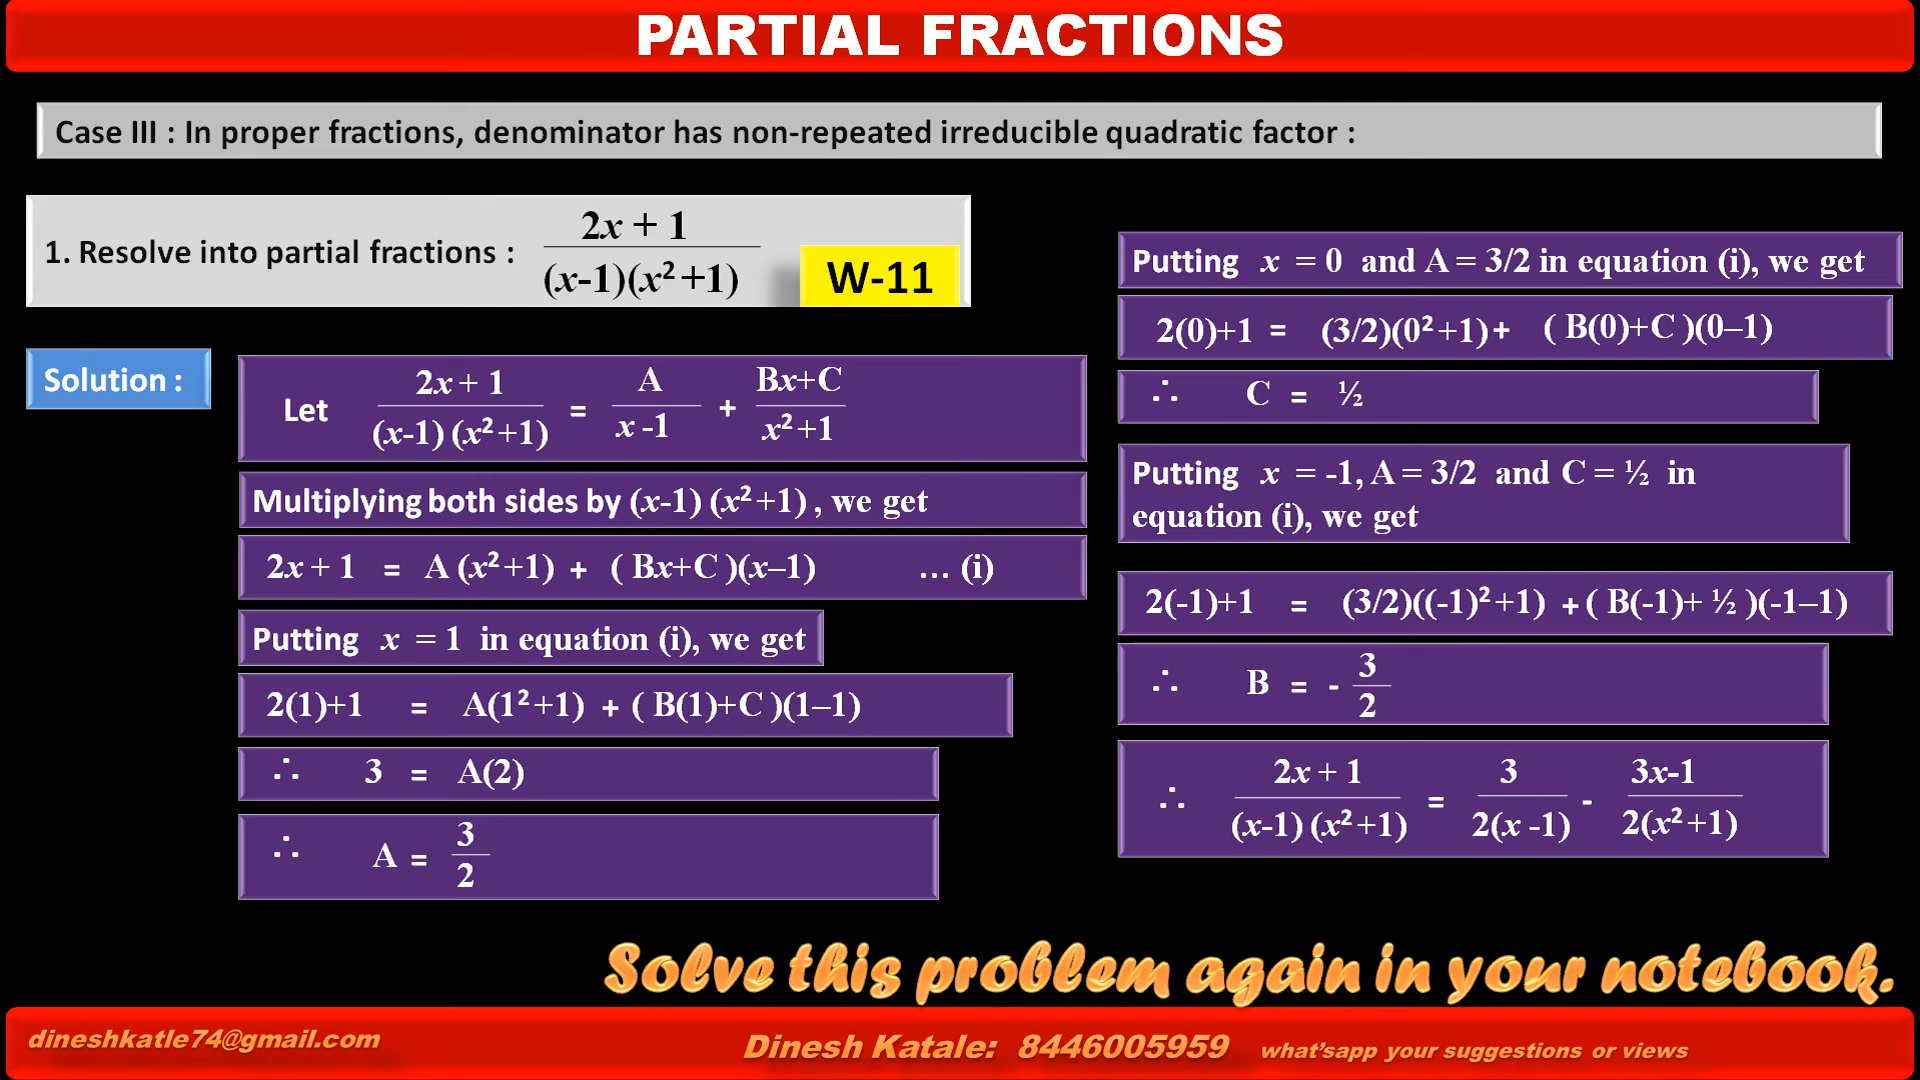 PARTIAL FRACTIONS
Case III : In proper fractions, denominator has non-repeated irreducible quadratic factor :
1. Resolve into partial fractions : (2x + 1)/((x-1)(x²+1))
W-11
Solution :
Let (2x + 1)/((x-1) (x²+1)) = A/(x -1) + (Bx+C)/(x²+1)
Multiplying both sides by (x-1) (x²+1) , we get
2x + 1 = A (x²+1) + ( Bx+C )(x–1) ... (i)
Putting x = 1 in equation (i), we get
2(1)+1 = A(1²+1) + ( B(1)+C )(1–1)
∴ 3 = A(2)
∴ A = 3/2
Putting x = 0 and A = 3/2 in equation (i), we get
2(0)+1 = (3/2)(0²+1)+ ( B(0)+C )(0–1)
∴ C = ½
Putting x = -1, A = 3/2 and C = ½ in
equation (i), we get
2(-1)+1 = (3/2)((-1)²+1) +( B(-1)+ ½ )(-1–1)
∴ B = - 3/2
∴ (2x + 1)/((x-1) (x²+1)) = 3/(2(x -1)) - (3x-1)/(2(x²+1))
Solve this problem again in your notebook.
dineshkatle74@gmail.com
Dinesh Katale: 8446005959 what'sapp your suggestions or views